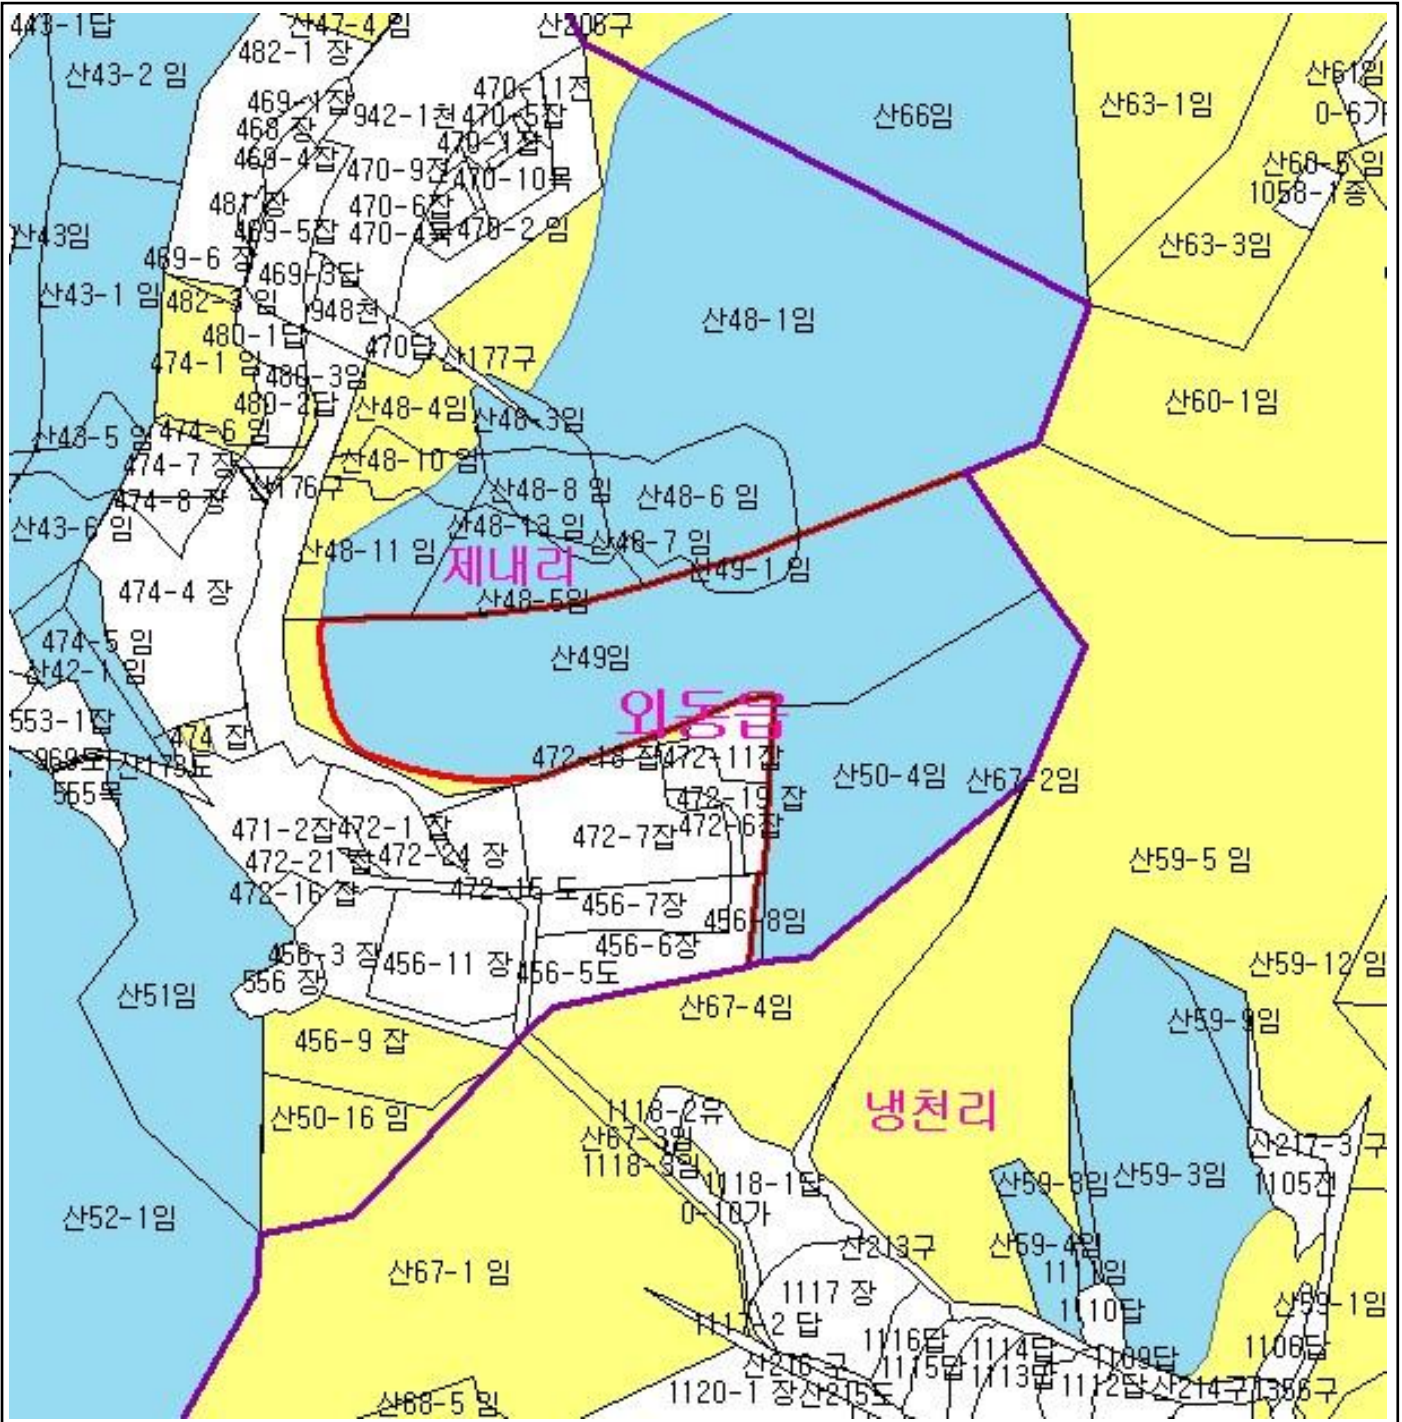 443-1답
산47-4 임
산206구
482-1 장
산43-2 임
산61임
470-11전
469-1잡
942-1천
470-5잡
산66임
산63-1임
0-6가
468 장
470-1잡
469-4잡
470-9전
470-10목
산60-5 임
1058-1종
481 장
470-6잡
469-5잡
470-2 임
산43임
산63-3임
469-6 장
469-3답
산43-1 임
482-3 임
948천
산48-1임
480-1답
470답
474-1 임
산177구
480-3임
480-2답
산48-4임
산48-3임
산60-1임
474-6 임
474-7 장
산48-10 임
산176구
산48-8 임
산48-6 임
474-8 장
산43-6 임
산48-13 임
산48-7 임
산48-11 임
제내리
산49-1 임
474-4 장
산48-5임
474-5 임
산42-1 임
산49임
외동읍
553-1잡
474 잡
472-18 잡
472-11잡
산173도
산50-4임
산67-2임
555목
472-19 잡
471-2잡
472-1 잡
472-7잡
472-6잡
472-21 잡
472-24 장
산59-5 임
472-16 잡
472-15 도
456-7장
456-8임
456-6장
456-3 장
456-11 장
456-5도
산59-12 임
556 장
산51임
산67-4임
산59-9임
456-9 잡
산50-16 임
1118-2유
냉천리
산67-3임
산217-3 구
1118-3임
1118-1답
산59-3임
산59-3임
1105전
산52-1임
0-10가
산213구
산59-4임
산67-1 임
1111임
1117 장
1110답
산59-1임
1117-2 답
1116답
1114답
1106답
산216 구
1115답
1113답
1109답
산68-5 임
1120-1 장
산215도
1112답
산214구
1356구